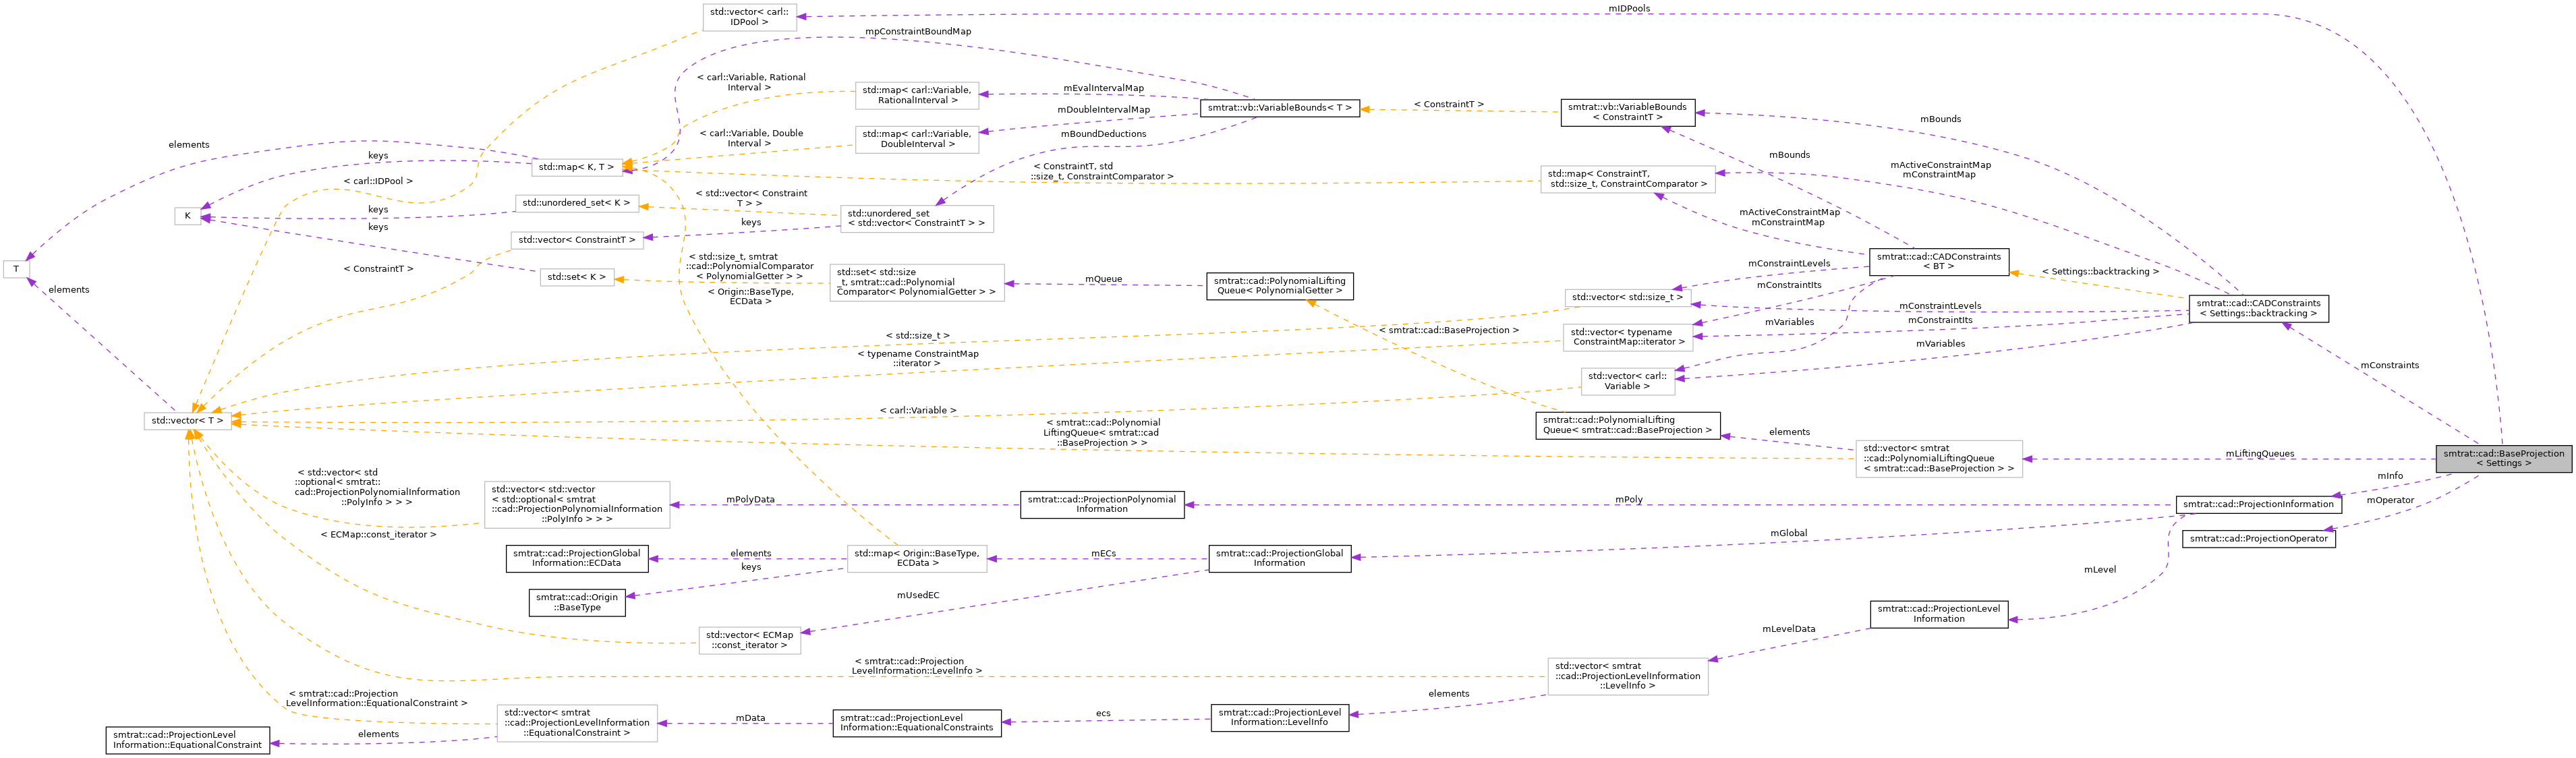 std::vector< carl::
IDPool >
mIDPools
mpConstraintBoundMap
< carl::Variable, Rational
Interval >
std::map< carl::Variable,
RationalInterval >
mEvalIntervalMap
smtrat::vb::VariableBounds< T >
< ConstraintT >
smtrat::vb::VariableBounds
< ConstraintT >
mDoubleIntervalMap
mBounds
< carl::Variable, Double
Interval >
std::map< carl::Variable,
DoubleInterval >
mBoundDeductions
elements
keys
std::map< K, T >
< ConstraintT, std
::size_t, ConstraintComparator >
std::map< ConstraintT,
std::size_t, ConstraintComparator >
mBounds
mActiveConstraintMap
mConstraintMap
< carl::IDPool >
< std::vector< Constraint
T > >
std::unordered_set< K >
keys
K
std::unordered_set
< std::vector< ConstraintT > >
keys
mActiveConstraintMap
mConstraintMap
keys
std::vector< ConstraintT >
T
< ConstraintT >
std::set< K >
< std::size_t, smtrat
::cad::PolynomialComparator
< PolynomialGetter > >
std::set< std::size
_t, smtrat::cad::Polynomial
Comparator< PolynomialGetter > >
mQueue
smtrat::cad::PolynomialLifting
Queue< PolynomialGetter >
smtrat::cad::CADConstraints
< BT >
mConstraintLevels
< Settings::backtracking >
mConstraintIts
elements
< Origin::BaseType,
ECData >
std::vector< std::size_t >
mConstraintLevels
smtrat::cad::CADConstraints
< Settings::backtracking >
mConstraintIts
mVariables
< smtrat::cad::BaseProjection >
< std::size_t >
std::vector< typename
ConstraintMap::iterator >
mVariables
< typename ConstraintMap
::iterator >
mConstraints
std::vector< carl::
Variable >
< carl::Variable >
std::vector< T >
smtrat::cad::PolynomialLifting
Queue< smtrat::cad::BaseProjection >
< smtrat::cad::Polynomial
LiftingQueue< smtrat::cad
::BaseProjection > >
elements
std::vector< smtrat
::cad::PolynomialLiftingQueue
< smtrat::cad::BaseProjection > >
mLiftingQueues
smtrat::cad::BaseProjection
< Settings >
< std::vector< std
::optional< smtrat::
cad::ProjectionPolynomialInformation
::PolyInfo > > >
std::vector< std::vector
< std::optional< smtrat
::cad::ProjectionPolynomialInformation
::PolyInfo > > >
mPolyData
smtrat::cad::ProjectionPolynomial
Information
mPoly
smtrat::cad::ProjectionInformation
mInfo
mOperator
< ECMap::const_iterator >
mGlobal
smtrat::cad::ProjectionOperator
smtrat::cad::ProjectionGlobal
Information::ECData
elements
std::map< Origin::BaseType,
ECData >
mECs
smtrat::cad::ProjectionGlobal
Information
keys
mLevel
smtrat::cad::Origin
::BaseType
mUsedEC
smtrat::cad::ProjectionLevel
Information
std::vector< ECMap
::const_iterator >
mLevelData
< smtrat::cad::Projection
LevelInformation::LevelInfo >
std::vector< smtrat
::cad::ProjectionLevelInformation
::LevelInfo >
elements
< smtrat::cad::Projection
LevelInformation::EqualConstraint >
std::vector< smtrat
::cad::ProjectionLevelInformation
::EquationalConstraint >
mData
smtrat::cad::ProjectionLevel
Information::EquationalConstraints
ecs
smtrat::cad::ProjectionLevel
Information::LevelInfo
smtrat::cad::ProjectionLevel
Information::EquationalConstraint
elements